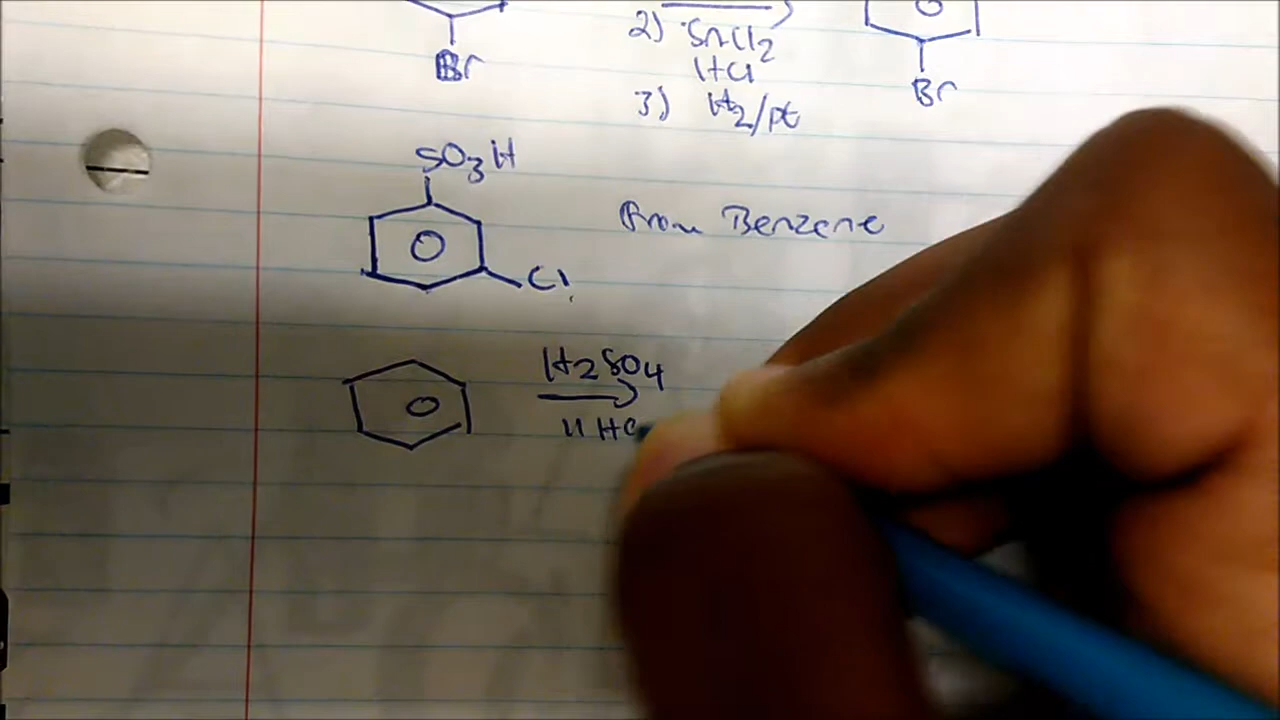 2) SnCl2
Br
HCl
Br
3) H2/pt
SO3H
From Benzene
Cl
H2SO4